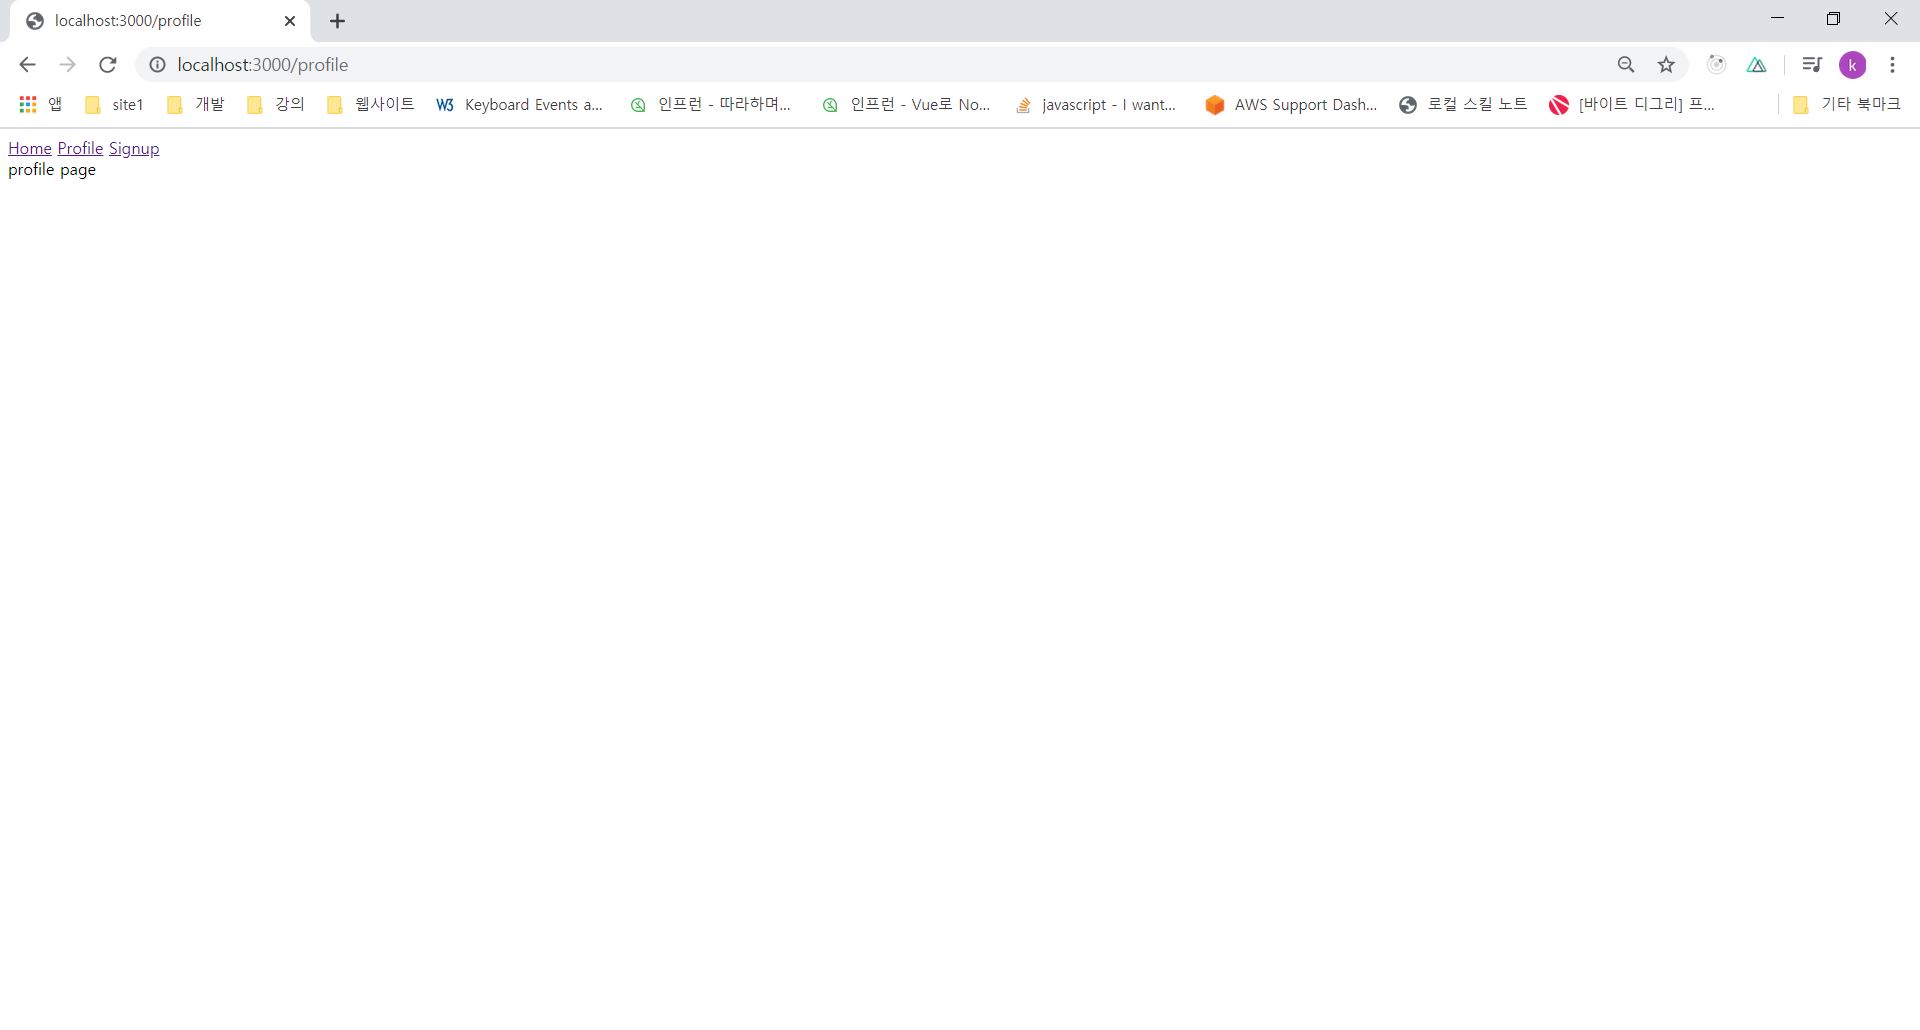 localhost:3000/profile
localhost:3000/profile
k
앱 site1 개발 강의 웹사이트 W3 Keyboard Events a... 인프런 - 따라하며... 인프런 - Vue로 No... javascript - I want... AWS Support Dash... 로컬 스킬 노트 [바이트 디그리] 프... 기타 북마크
Home Profile Signup
profile page